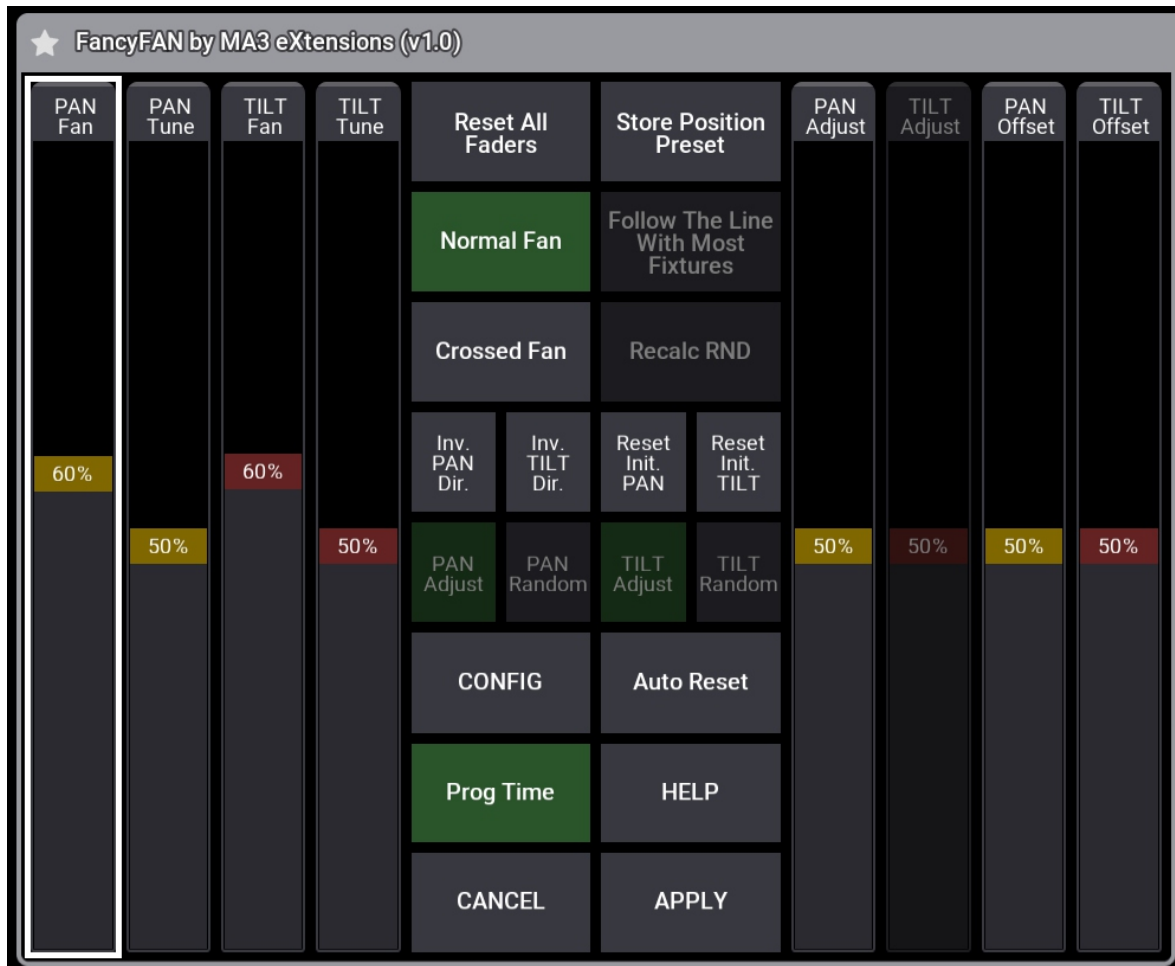 FancyFAN by MA3 eXtensions (v1.0)
PAN
Fan
60%
PAN
Tune
50%
TILT
Fan
60%
TILT
Tune
50%
Reset All
Faders
Store Position
Preset
Normal Fan
Follow The Line
With Most
Fixtures
Crossed Fan
Recalc RND
Inv.
PAN
Dir.
Inv.
TILT
Dir.
Reset
Init.
PAN
Reset
Init.
TILT
PAN
Adjust
PAN
Random
TILT
Adjust
TILT
Random
CONFIG
Auto Reset
Prog Time
HELP
CANCEL
APPLY
PAN
Adjust
50%
TILT
Adjust
50%
PAN
Offset
50%
TILT
Offset
50%